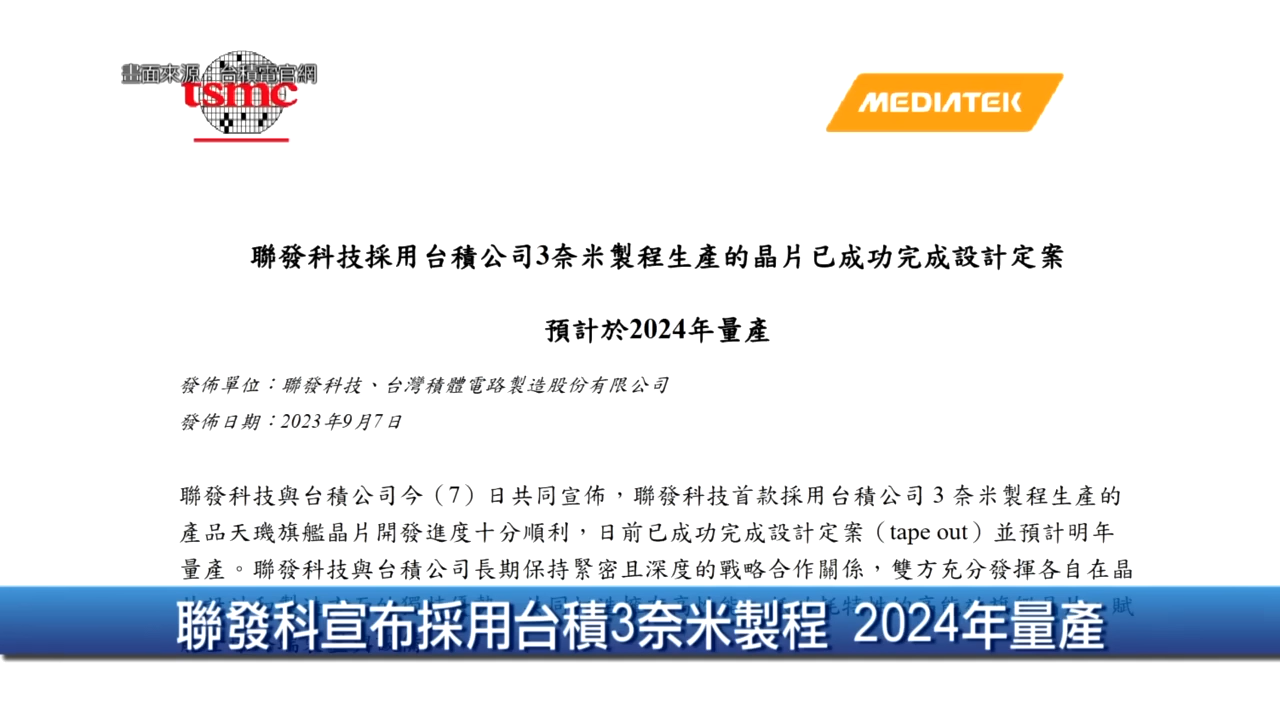 畫面來源：台積電官網
tsmc
MEDIATEK
聯發科技採用台積公司3奈米製程生產的晶片已成功完成設計定案
預計於2024年量產
發佈單位：聯發科技、台灣積體電路製造股份有限公司
發佈日期：2023年9月7日
聯發科技與台積公司今（7）日共同宣佈，聯發科技首款採用台積公司 3 奈米製程生產的
產品天璣旗艦晶片開發進度十分順利，日前已成功完成設計定案（tape out）並預計明年
量產。聯發科技與台積公司長期保持緊密且深度的戰略合作關係，雙方充分發揮各自在晶
聯發科宣布採用台積3奈米製程 2024年量產